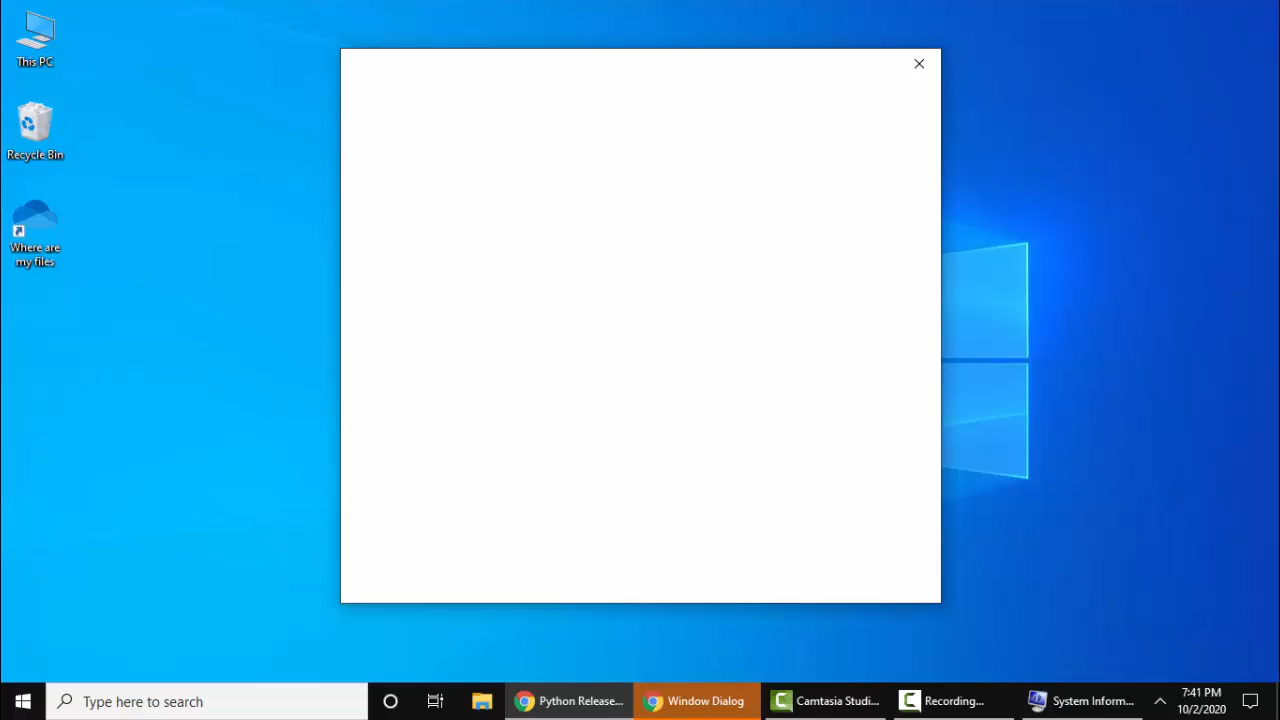 This PC
Recycle Bin
Where are
my files
Type here to search
Python Release...
Window Dialog
Camtasia Studi...
Recording...
System Inform...
7:41 PM
10/2/2020